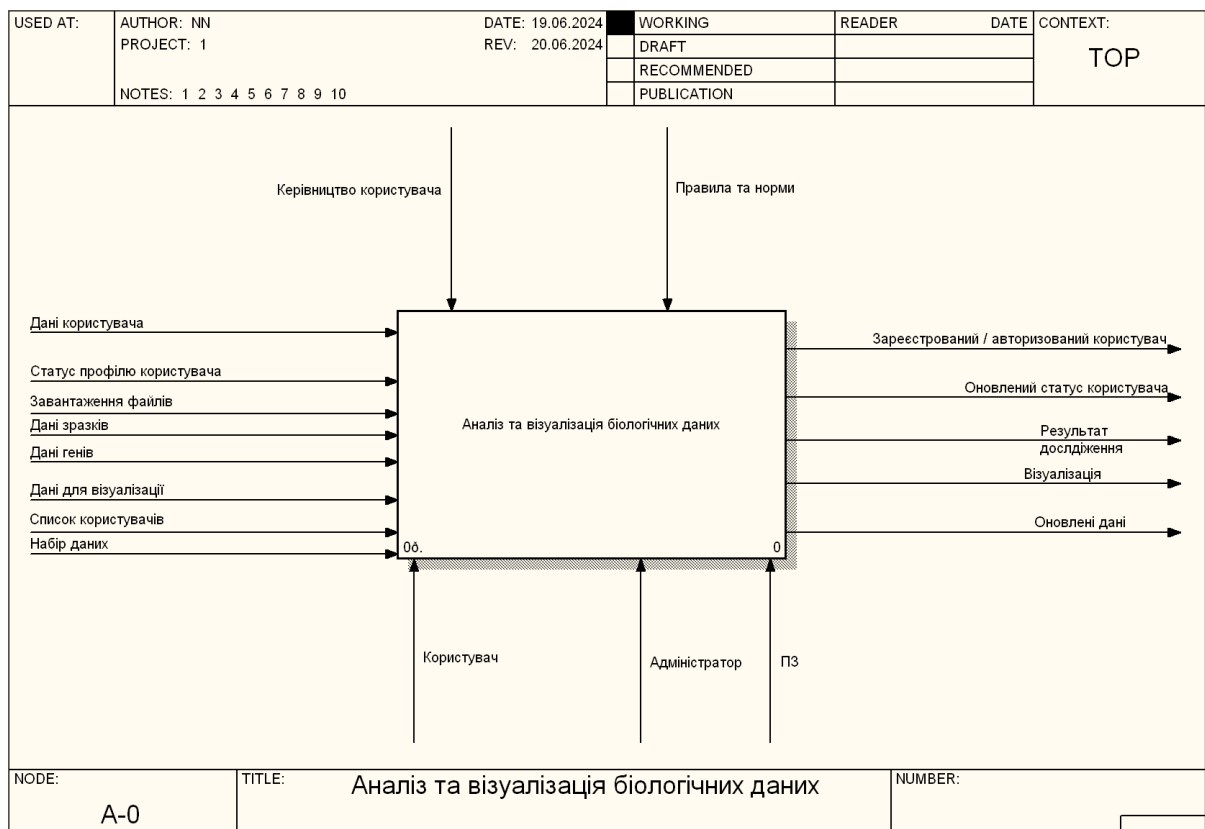 USED AT:
AUTHOR: NN
DATE: 19.06.2024
WORKING
READER
DATE
CONTEXT:
PROJECT: 1
REV: 20.06.2024
DRAFT
TOP
RECOMMENDED
NOTES: 1 2 3 4 5 6 7 8 9 10
PUBLICATION
Керівництво користувача
Правила та норми
Дані користувача
Статус профілю користувача
Завантаження файлів
Дані зразків
Дані генів
Дані для візуалізації
Список користувачів
Набір даних
Аналіз та візуалізація біологічних даних
0ð.
0
Зареєстрований / авторизований користувач
Оновлений статус користувача
Результат
дослдіження
Візуалізація
Оновлені дані
Користувач
Адміністратор
ПЗ
NODE:
TITLE:
Аналіз та візуалізація біологічних даних
NUMBER:
A-0